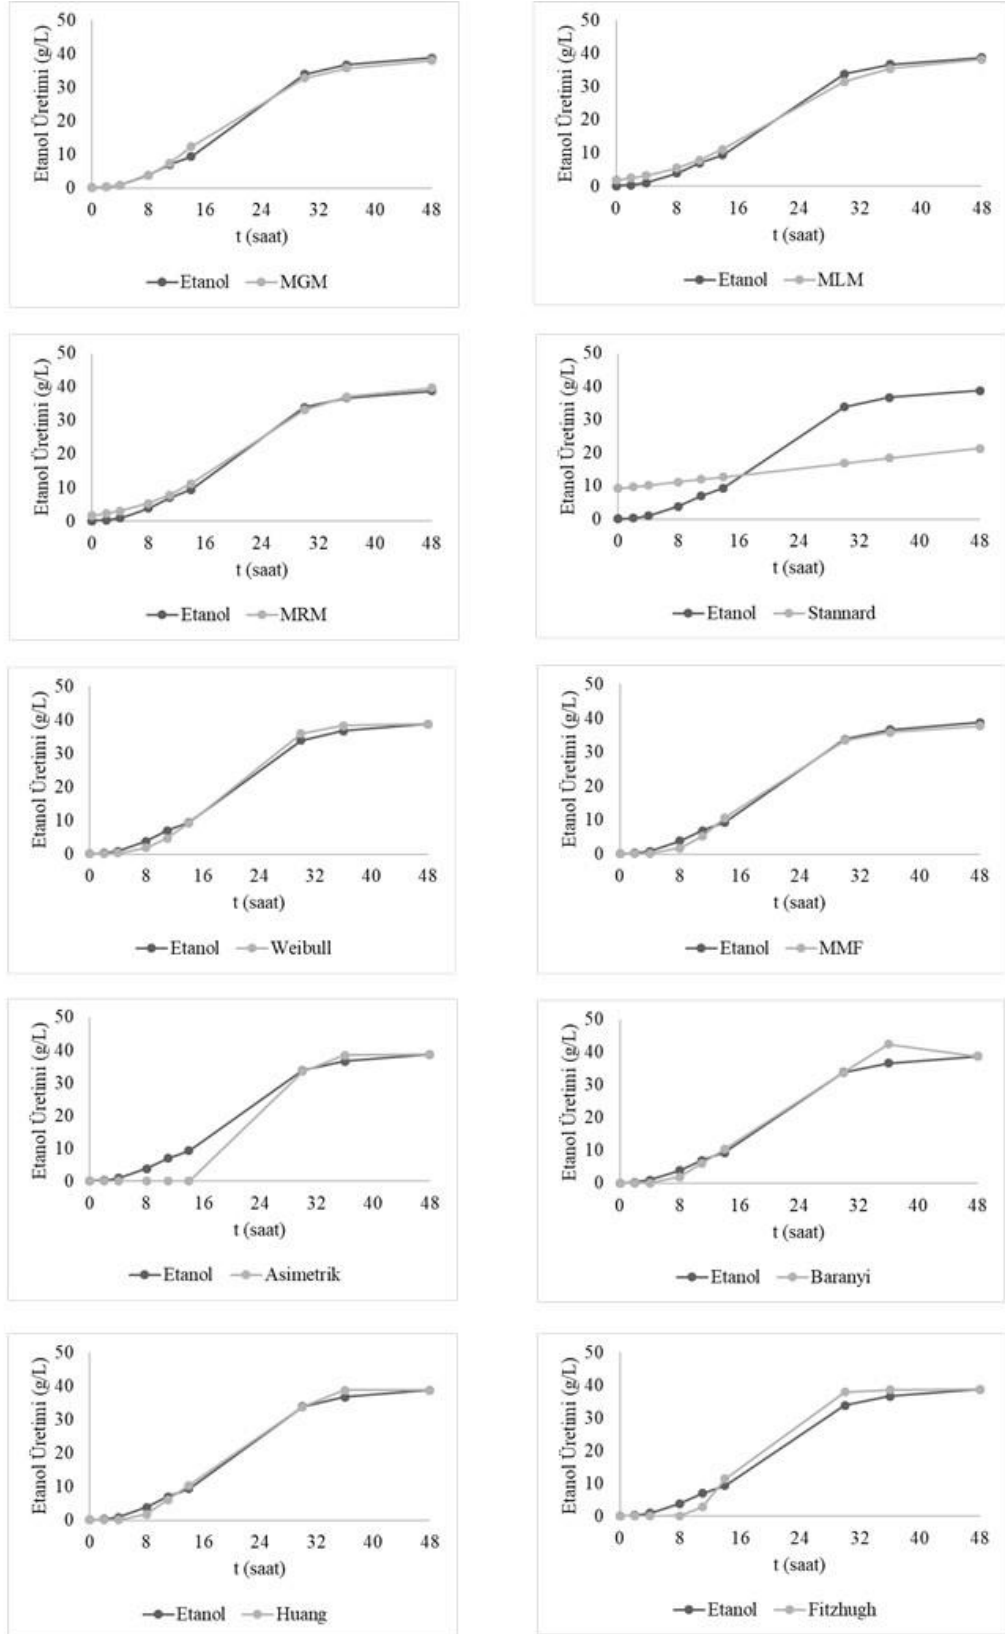 Etanol Üretimi (g/L)
50
40
30
20
10
0
0 8 16 24 32 40 48
t (saat)
Etanol MGM
Etanol Üretimi (g/L)
50
40
30
20
10
0
0 8 16 24 32 40 48
t (saat)
Etanol MLM
Etanol Üretimi (g/L)
50
40
30
20
10
0
0 8 16 24 32 40 48
t (saat)
Etanol MRM
Etanol Üretimi (g/L)
50
40
30
20
10
0
0 8 16 24 32 40 48
t (saat)
Etanol Stannard
Etanol Üretimi (g/L)
50
40
30
20
10
0
0 8 16 24 32 40 48
t (saat)
Etanol Weibull
Etanol Üretimi (g/L)
50
40
30
20
10
0
0 8 16 24 32 40 48
t (saat)
Etanol MMF
Etanol Üretimi (g/L)
50
40
30
20
10
0
0 8 16 24 32 40 48
t (saat)
Etanol Asimetrik
Etanol Üretimi (g/L)
50
40
30
20
10
0
0 8 16 24 32 40 48
t (saat)
Etanol Baranyi
Etanol Üretimi (g/L)
50
40
30
20
10
0
0 8 16 24 32 40 48
t (saat)
Etanol Huang
Etanol Üretimi (g/L)
50
40
30
20
10
0
0 8 16 24 32 40 48
t (saat)
Etanol Fitzhugh